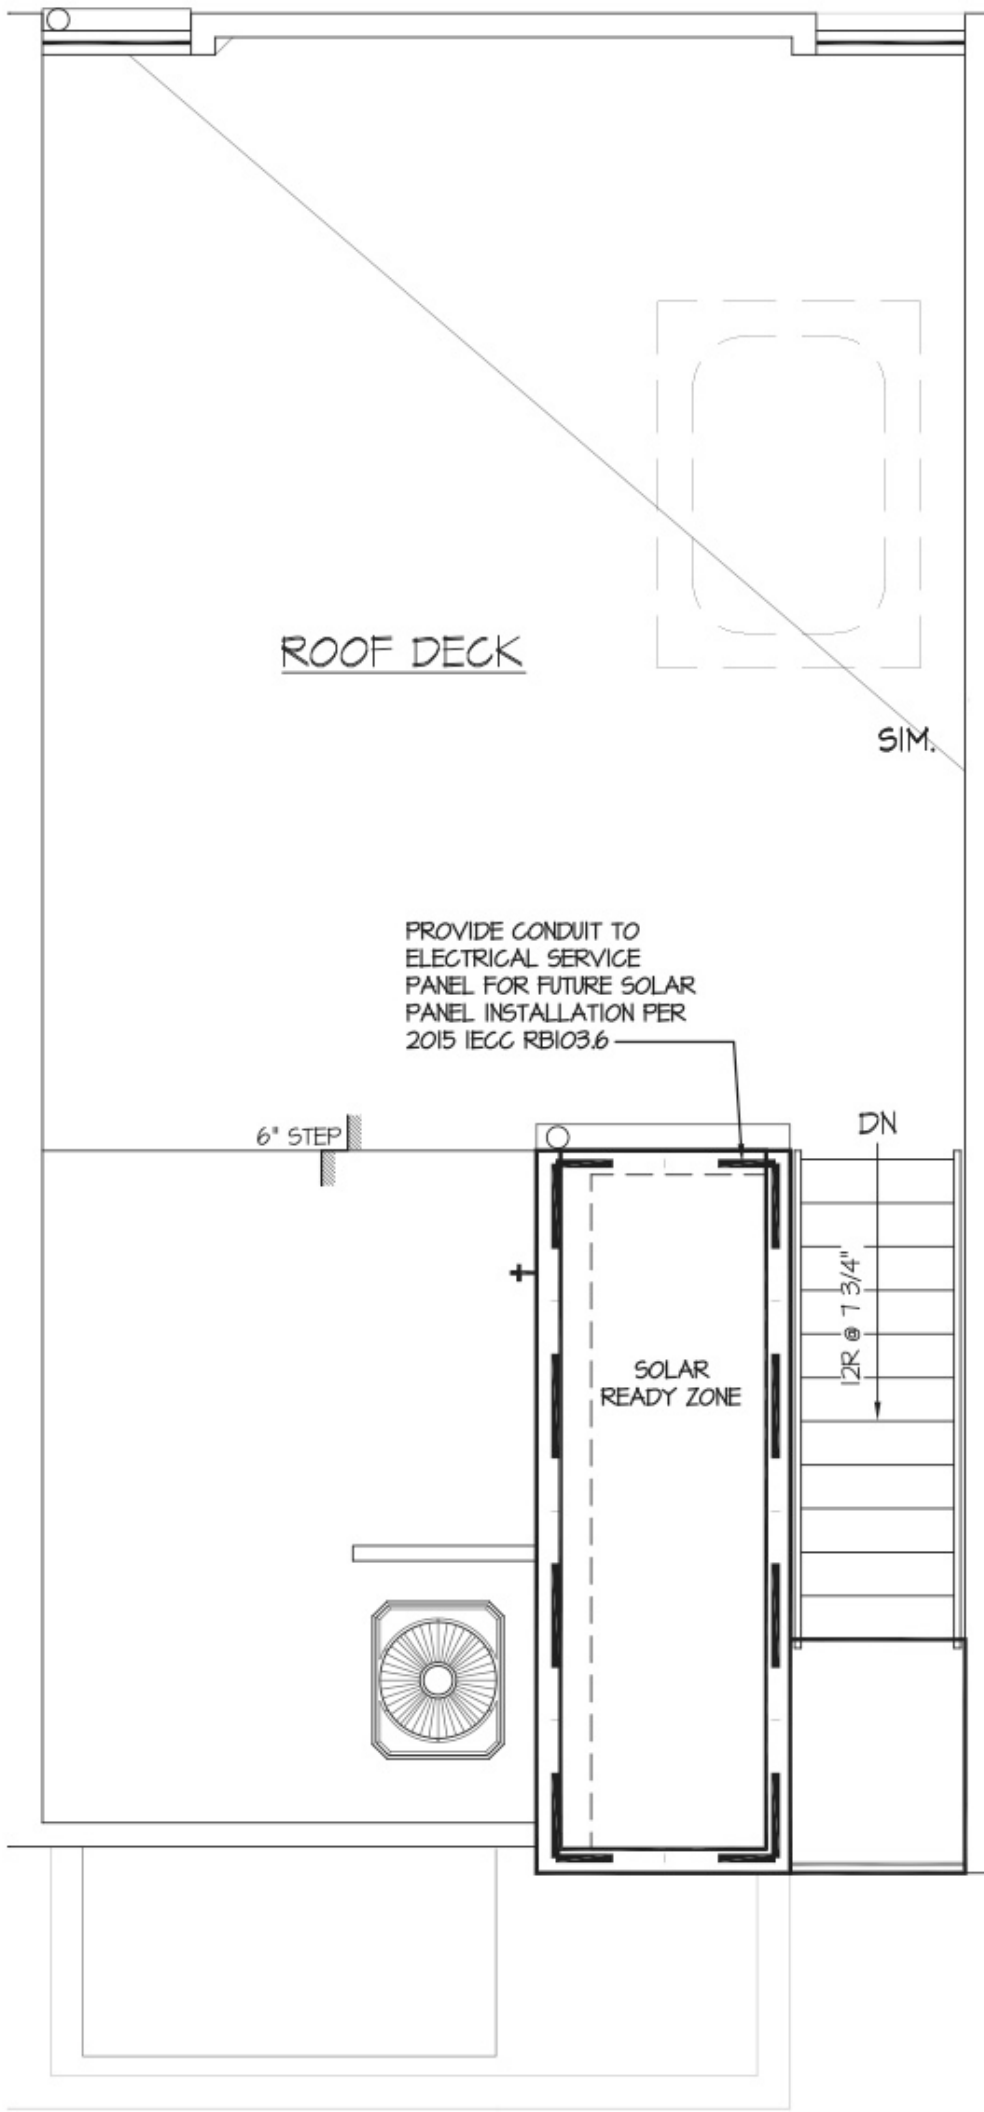 ROOF DECK
SIM.
PROVIDE CONDUIT TO
ELECTRICAL SERVICE
PANEL FOR FUTURE SOLAR
PANEL INSTALLATION PER
2015 IECC RB103.6
6" STEP
DN
12R @ 7 3/4"
SOLAR
READY ZONE